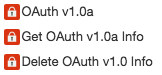 OAuth v1.0a
Get OAuth v1.0a Info
Delete OAuth v1.0 Info